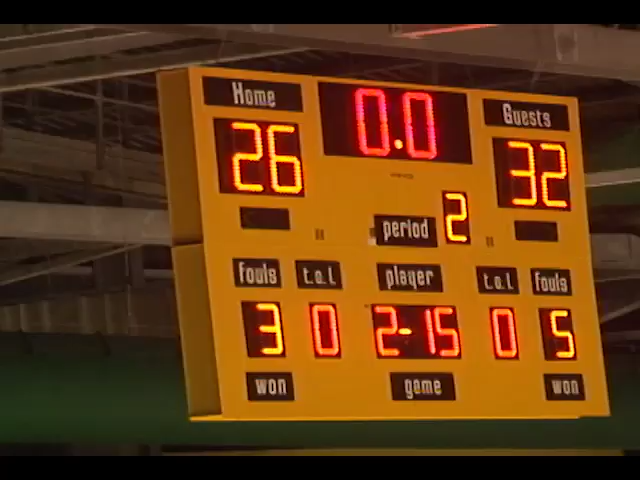 Home 0.0 Guests
26 32
period 2
fouls t.o.l player t.o.l fouls
3 0 2-15 0 5
won game won